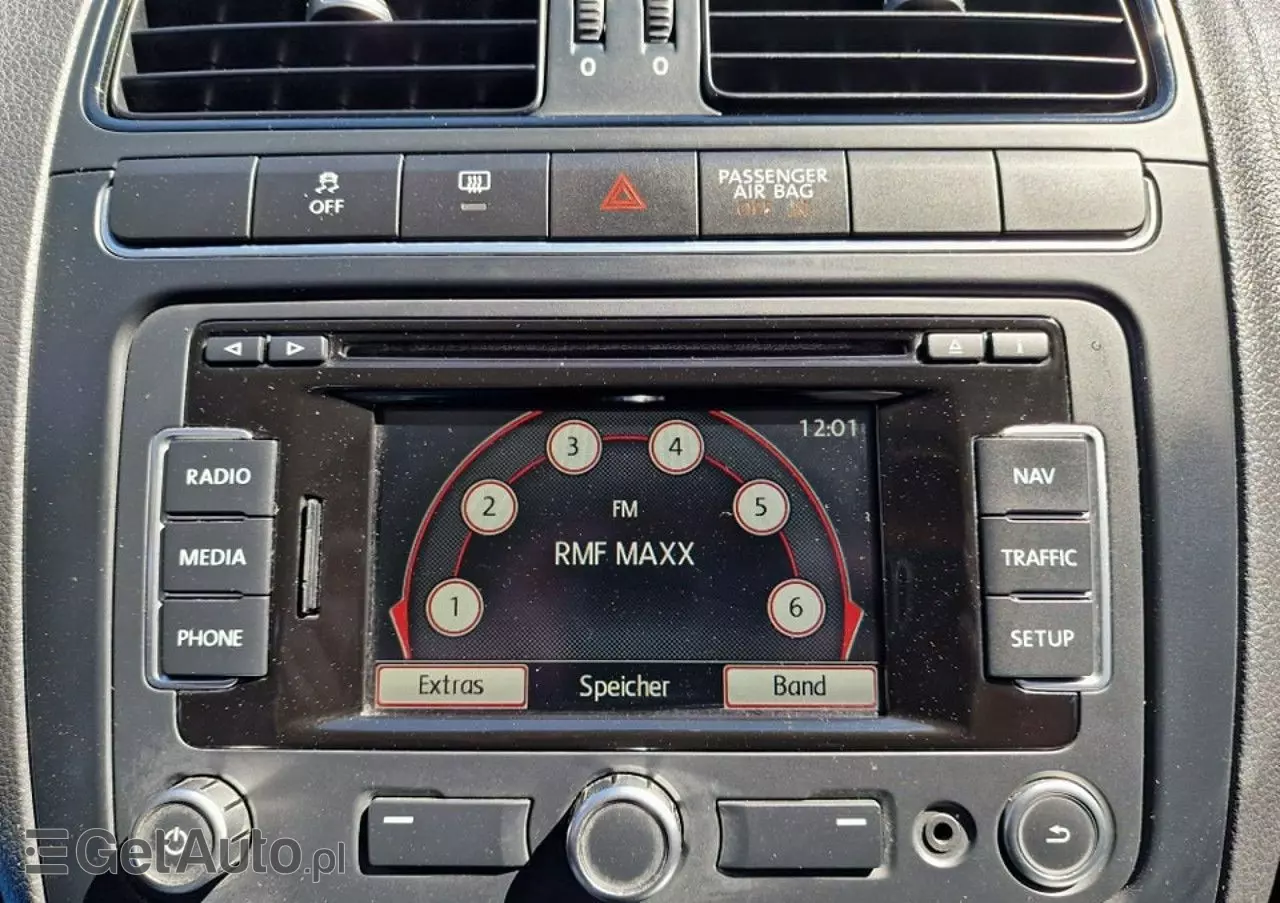 0 0
OFF
PASSENGER
AIR BAG
RADIO
MEDIA
PHONE
12:01
3 4
2 5
FM
RMF MAXX
1 6
Extras Speicher Band
NAV
TRAFFIC
SETUP
GetAuto.pl